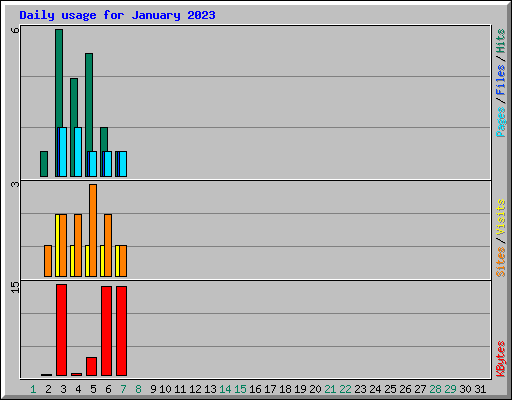 Daily usage for January 2023
6
3
15
Pages/Files/Hits
Sites/Visits
KBytes
1 2 3 4 5 6 7 8 9 10 11 12 13 14 15 16 17 18 19 20 21 22 23 24 25 26 27 28 29 30 31